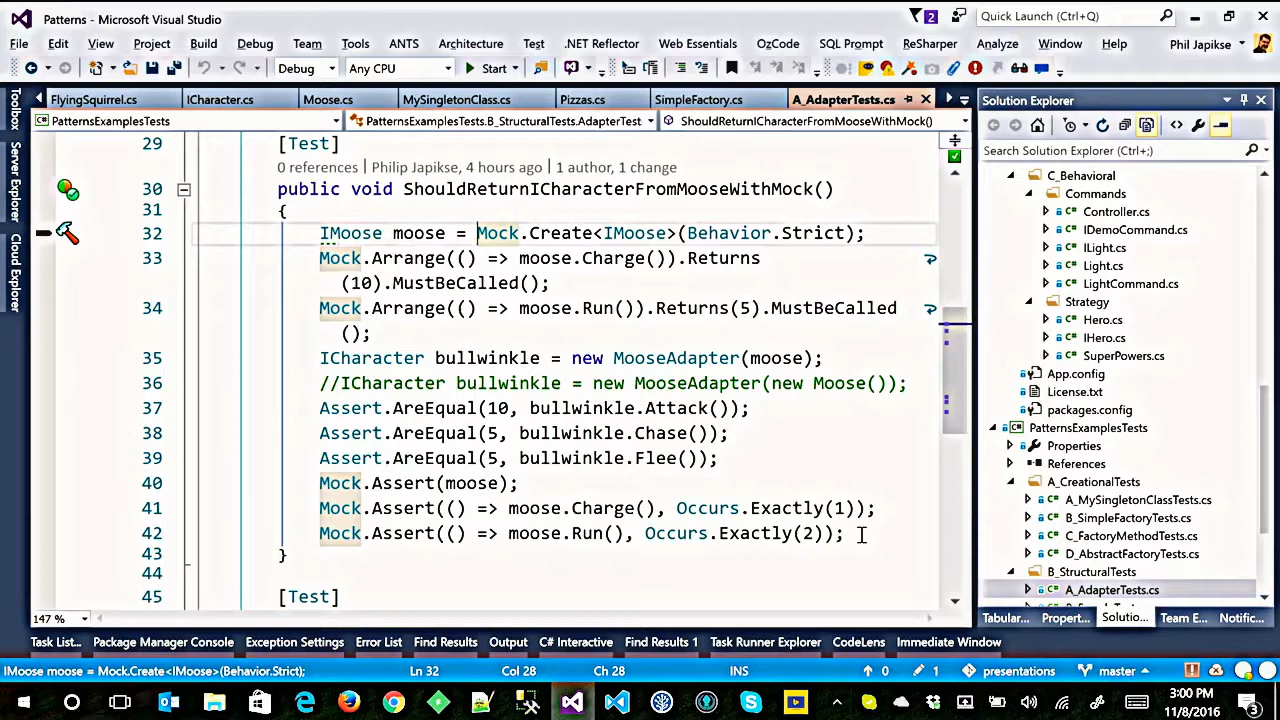 Patterns - Microsoft Visual Studio
2
Quick Launch (Ctrl+Q)
File Edit View Project Build Debug Team Tools ANTS Architecture Test .NET Reflector Web Essentials OzCode SQL Prompt ReSharper Analyze Window Help Phil Japikse
Debug Any CPU Start
FlyingSquirrel.cs ICharacter.cs Moose.cs MySingletonClass.cs Pizzas.cs SimpleFactory.cs A_AdapterTests.cs
PatternsExamplesTests PatternsExamplesTests.B_StructuralTests.AdapterTest ShouldReturnICharacterFromMooseWithMock()
Toolbox
Server Explorer
Cloud Explorer
29 [Test]
0 references | Philip Japikse, 4 hours ago | 1 author, 1 change
30 public void ShouldReturnICharacterFromMooseWithMock()
31 {
32 IMoose moose = Mock.Create<IMoose>(Behavior.Strict);
33 Mock.Arrange(() => moose.Charge()).Returns
(10).MustBeCalled();
34 Mock.Arrange(() => moose.Run()).Returns(5).MustBeCalled
();
35 ICharacter bullwinkle = new MooseAdapter(moose);
36 //ICharacter bullwinkle = new MooseAdapter(new Moose());
37 Assert.AreEqual(10, bullwinkle.Attack());
38 Assert.AreEqual(5, bullwinkle.Chase());
39 Assert.AreEqual(5, bullwinkle.Flee());
40 Mock.Assert(moose);
41 Mock.Assert(() => moose.Charge(), Occurs.Exactly(1));
42 Mock.Assert(() => moose.Run(), Occurs.Exactly(2));
43 }
44
45 [Test]
147 %
Solution Explorer
Search Solution Explorer (Ctrl+;)
C_Behavioral
Commands
C# Controller.cs
C# IDemoCommand.cs
C# ILight.cs
C# Light.cs
C# LightCommand.cs
Strategy
C# Hero.cs
C# IHero.cs
C# SuperPowers.cs
App.config
License.txt
packages.config
C# PatternsExamplesTests
Properties
References
A_CreationalTests
C# A_MySingletonClassTests.cs
C# B_SimpleFactoryTests.cs
C# C_FactoryMethodTests.cs
C# D_AbstractFactoryTests.cs
B_StructuralTests
C# A_AdapterTests.cs
Tabular... Propert... Solutio... Team E... Notific...
Task List... Package Manager Console Exception Settings Error List Find Results Output C# Interactive Find Results 1 Task Runner Explorer CodeLens Immediate Window
IMoose moose = Mock.Create<IMoose>(Behavior.Strict); Ln 32 Col 28 Ch 28 INS 0 1 presentations master
3:00 PM
11/8/2016
3